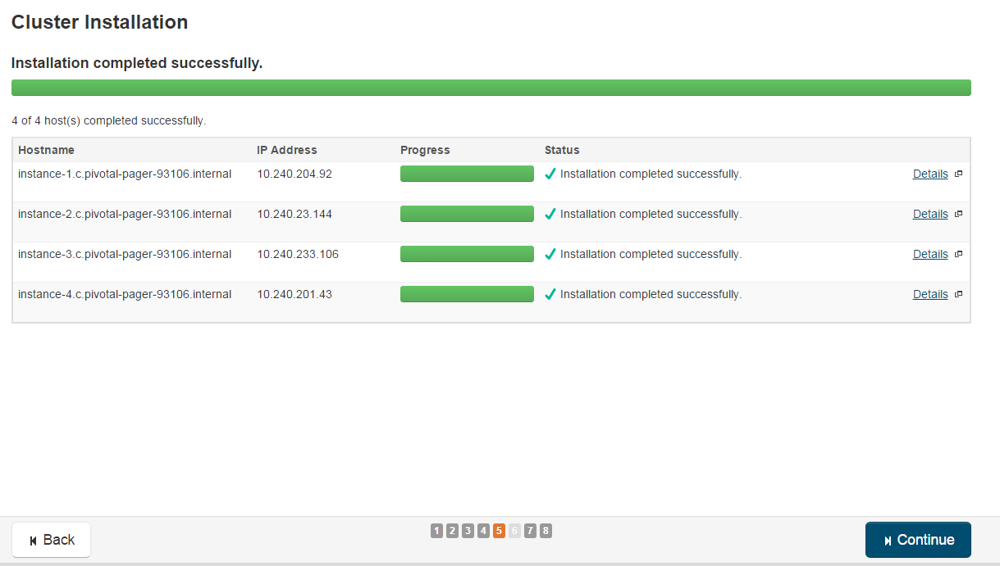 Cluster Installation
Installation completed successfully.
4 of 4 host(s) completed successfully.
Hostname IP Address Progress Status
instance-1.c.pivotal-pager-93106.internal 10.240.204.92 Installation completed successfully. Details
instance-2.c.pivotal-pager-93106.internal 10.240.23.144 Installation completed successfully. Details
instance-3.c.pivotal-pager-93106.internal 10.240.233.106 Installation completed successfully. Details
instance-4.c.pivotal-pager-93106.internal 10.240.201.43 Installation completed successfully. Details
Back 1 2 3 4 5 6 7 8 Continue